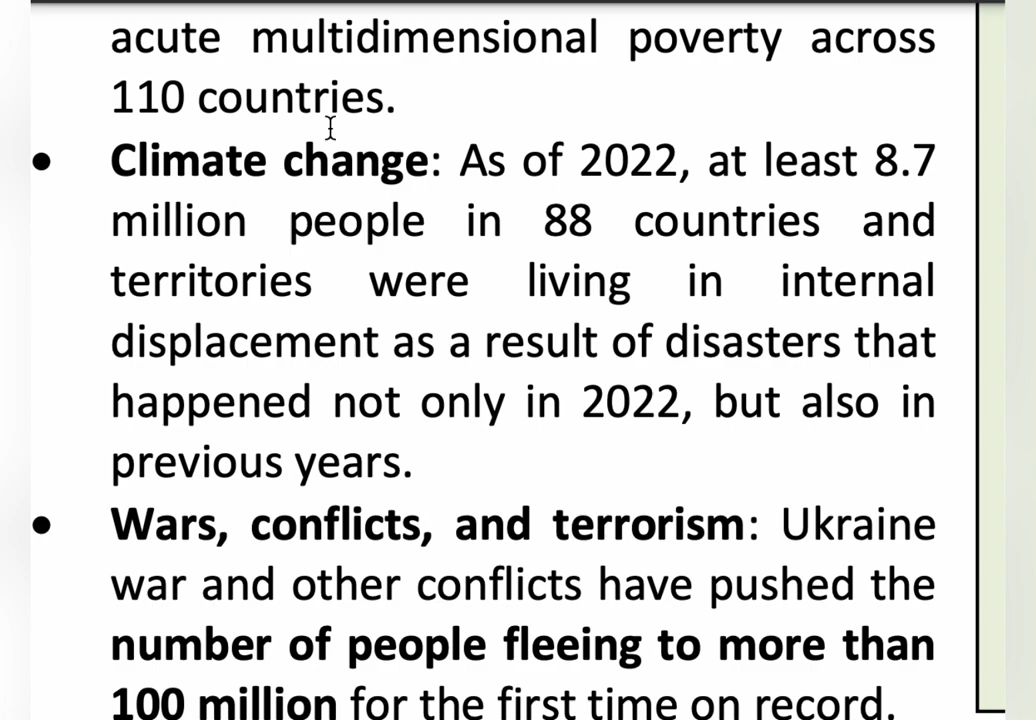 acute multidimensional poverty across
110 countries.
• Climate change: As of 2022, at least 8.7
million people in 88 countries and
territories were living in internal
displacement as a result of disasters that
happened not only in 2022, but also in
previous years.
• Wars, conflicts, and terrorism: Ukraine
war and other conflicts have pushed the
number of people fleeing to more than
100 million for the first time on record.